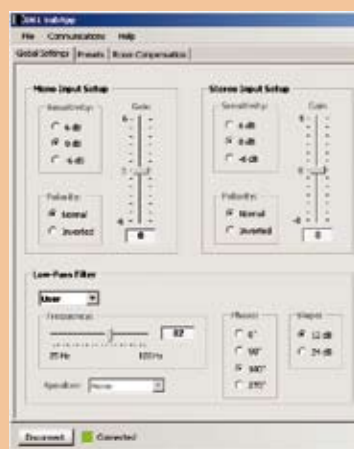 SubApp
File Communications Help
Global Settings Presets Room Compensation
Mono Input Setup
Stereo Input Setup
Sensitivity: Gain:
Sensitivity: Gain:
6 dB
0 dB
-6 dB
6 dB
0 dB
-6 dB
Polarity:
Normal
Inverted
Polarity:
Normal
Inverted
0
0
Low-Pass Filter
User
Frequency:
Phase:
Slope:
82
35 Hz
0°
90°
180°
270°
12 dB
24 dB
Speakers:
Disconnect Connected